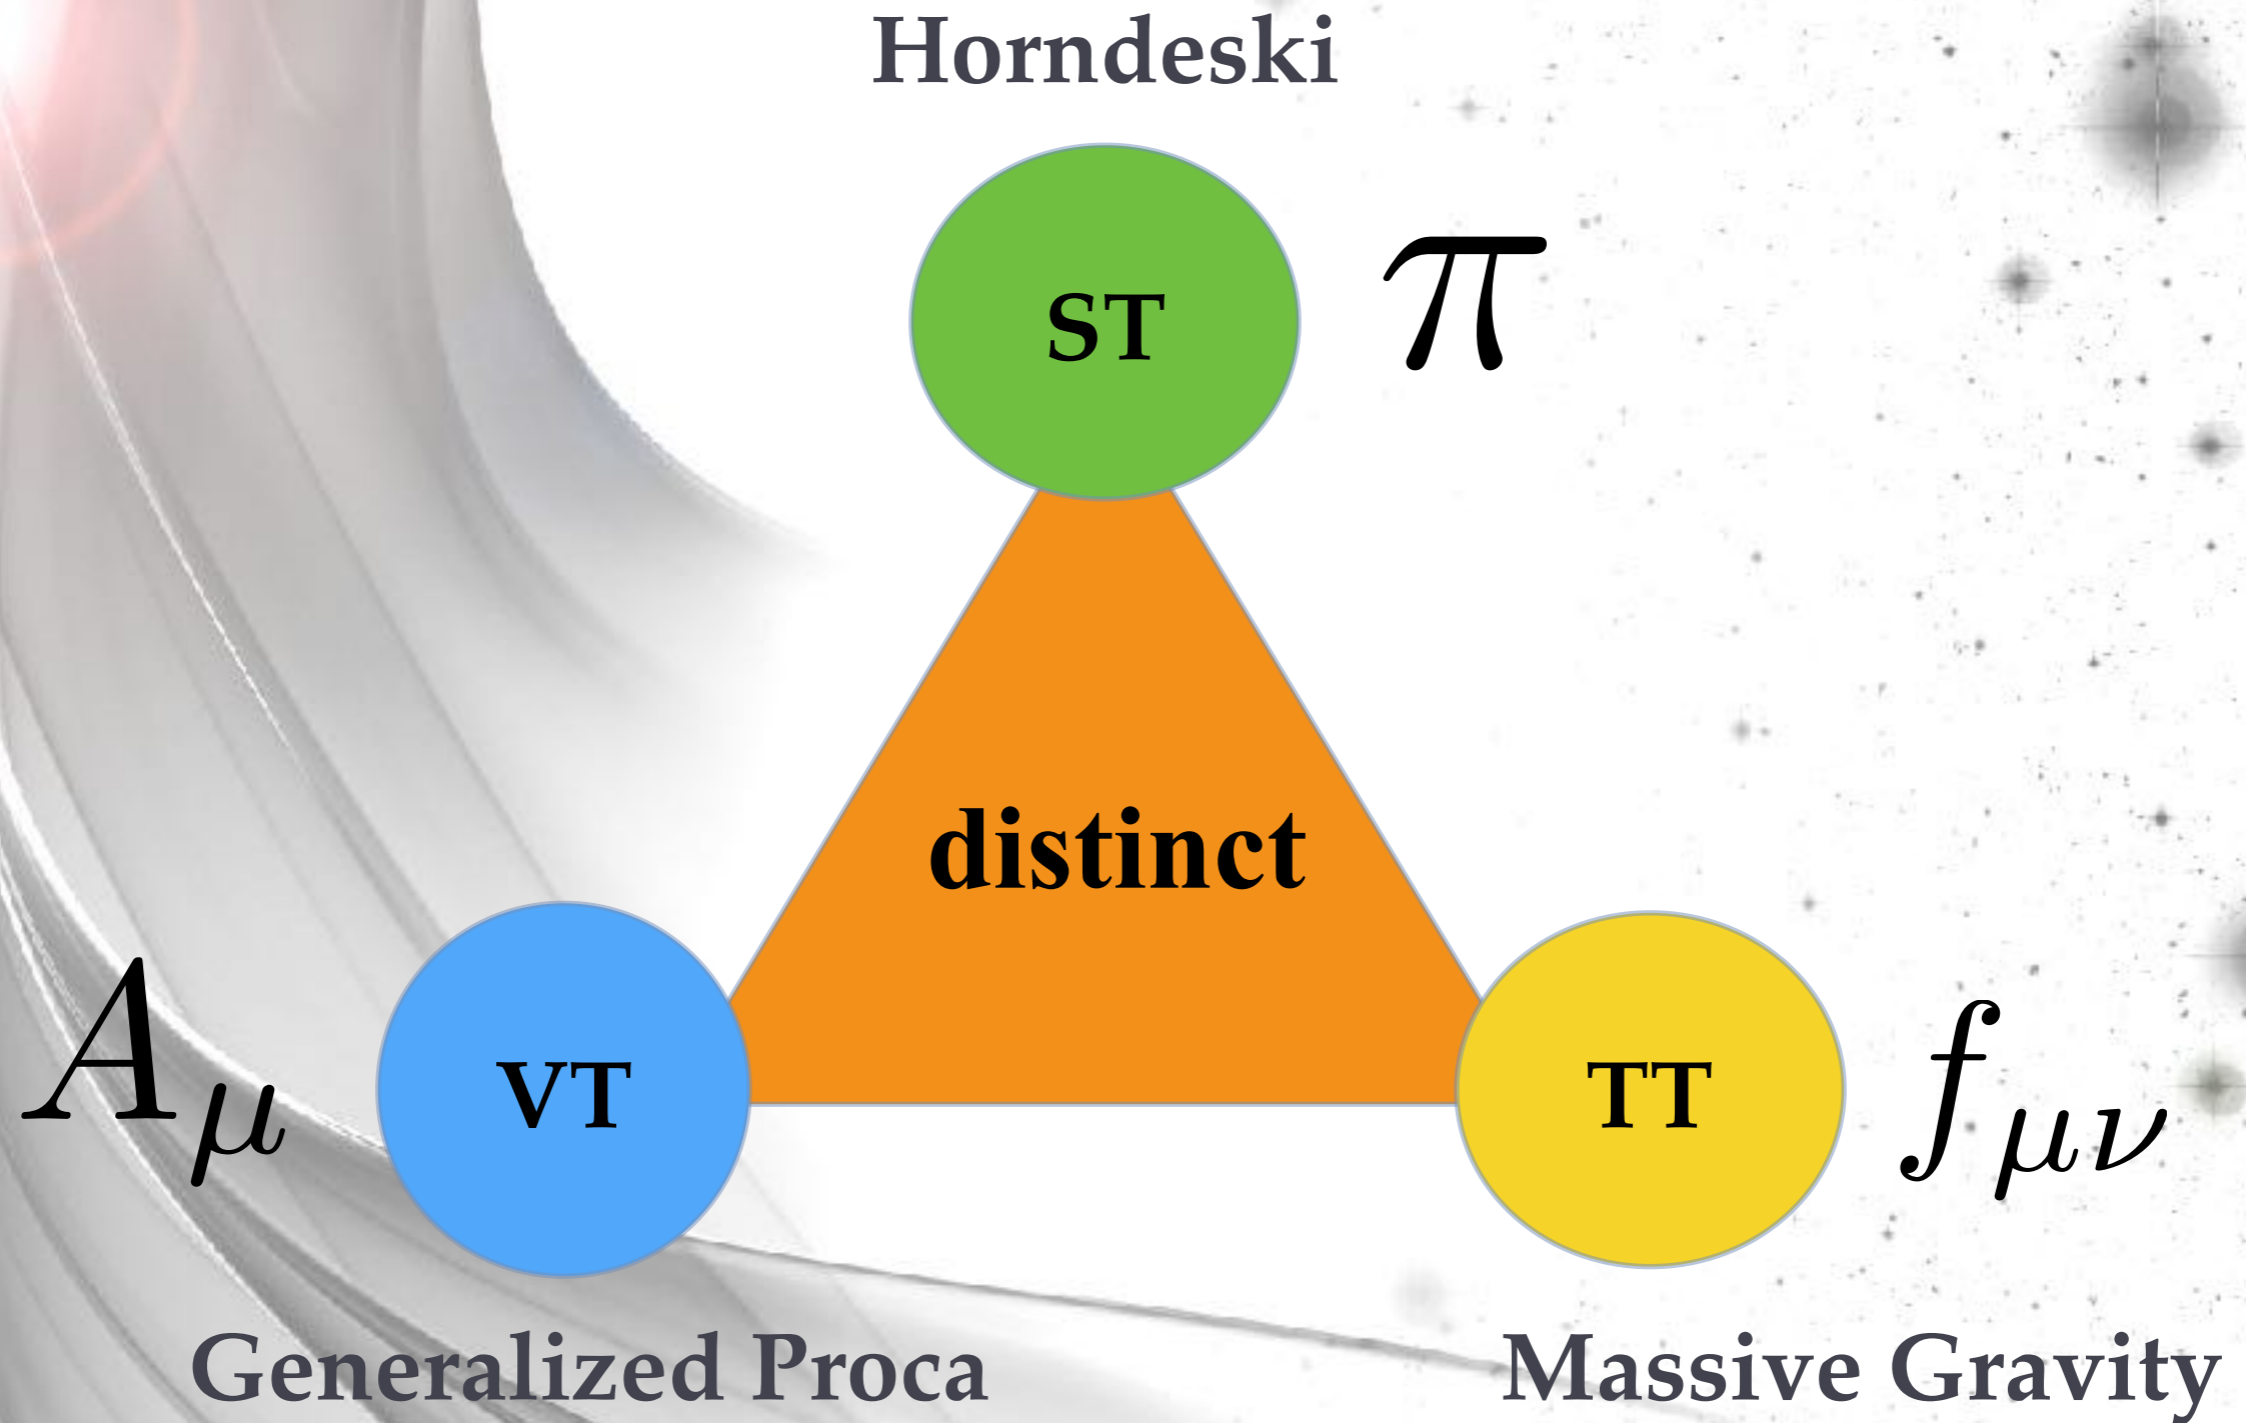 Horndeski
ST
π
distinct
A_μ
VT
TT
f_μν
Generalized Proca
Massive Gravity